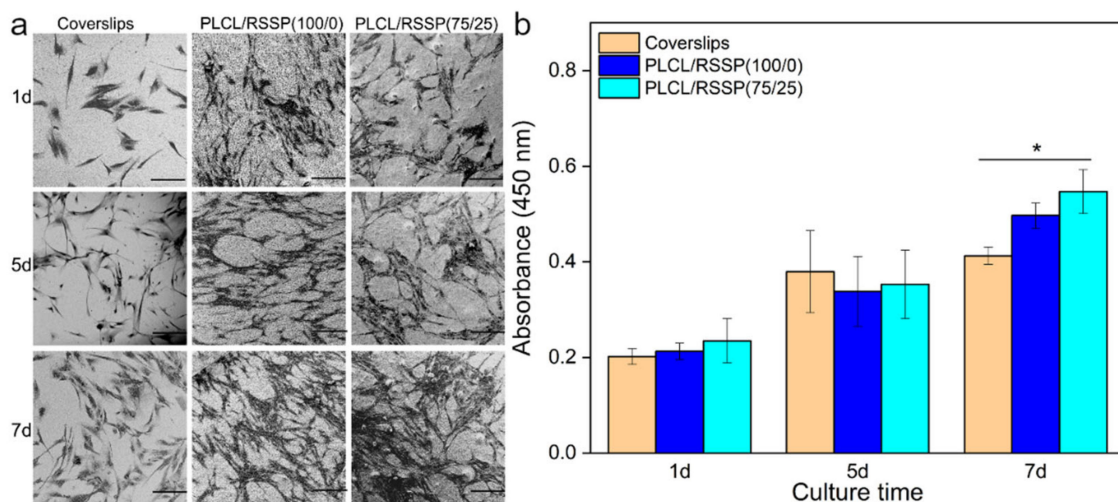 a
Coverslips PLCL/RSSP(100/0) PLCL/RSSP(75/25)
1d
5d
7d
b
Coverslips
PLCL/RSSP(100/0)
PLCL/RSSP(75/25)
*
Absorbance (450 nm)
0.8
0.6
0.4
0.2
0.0
1d 5d 7d
Culture time